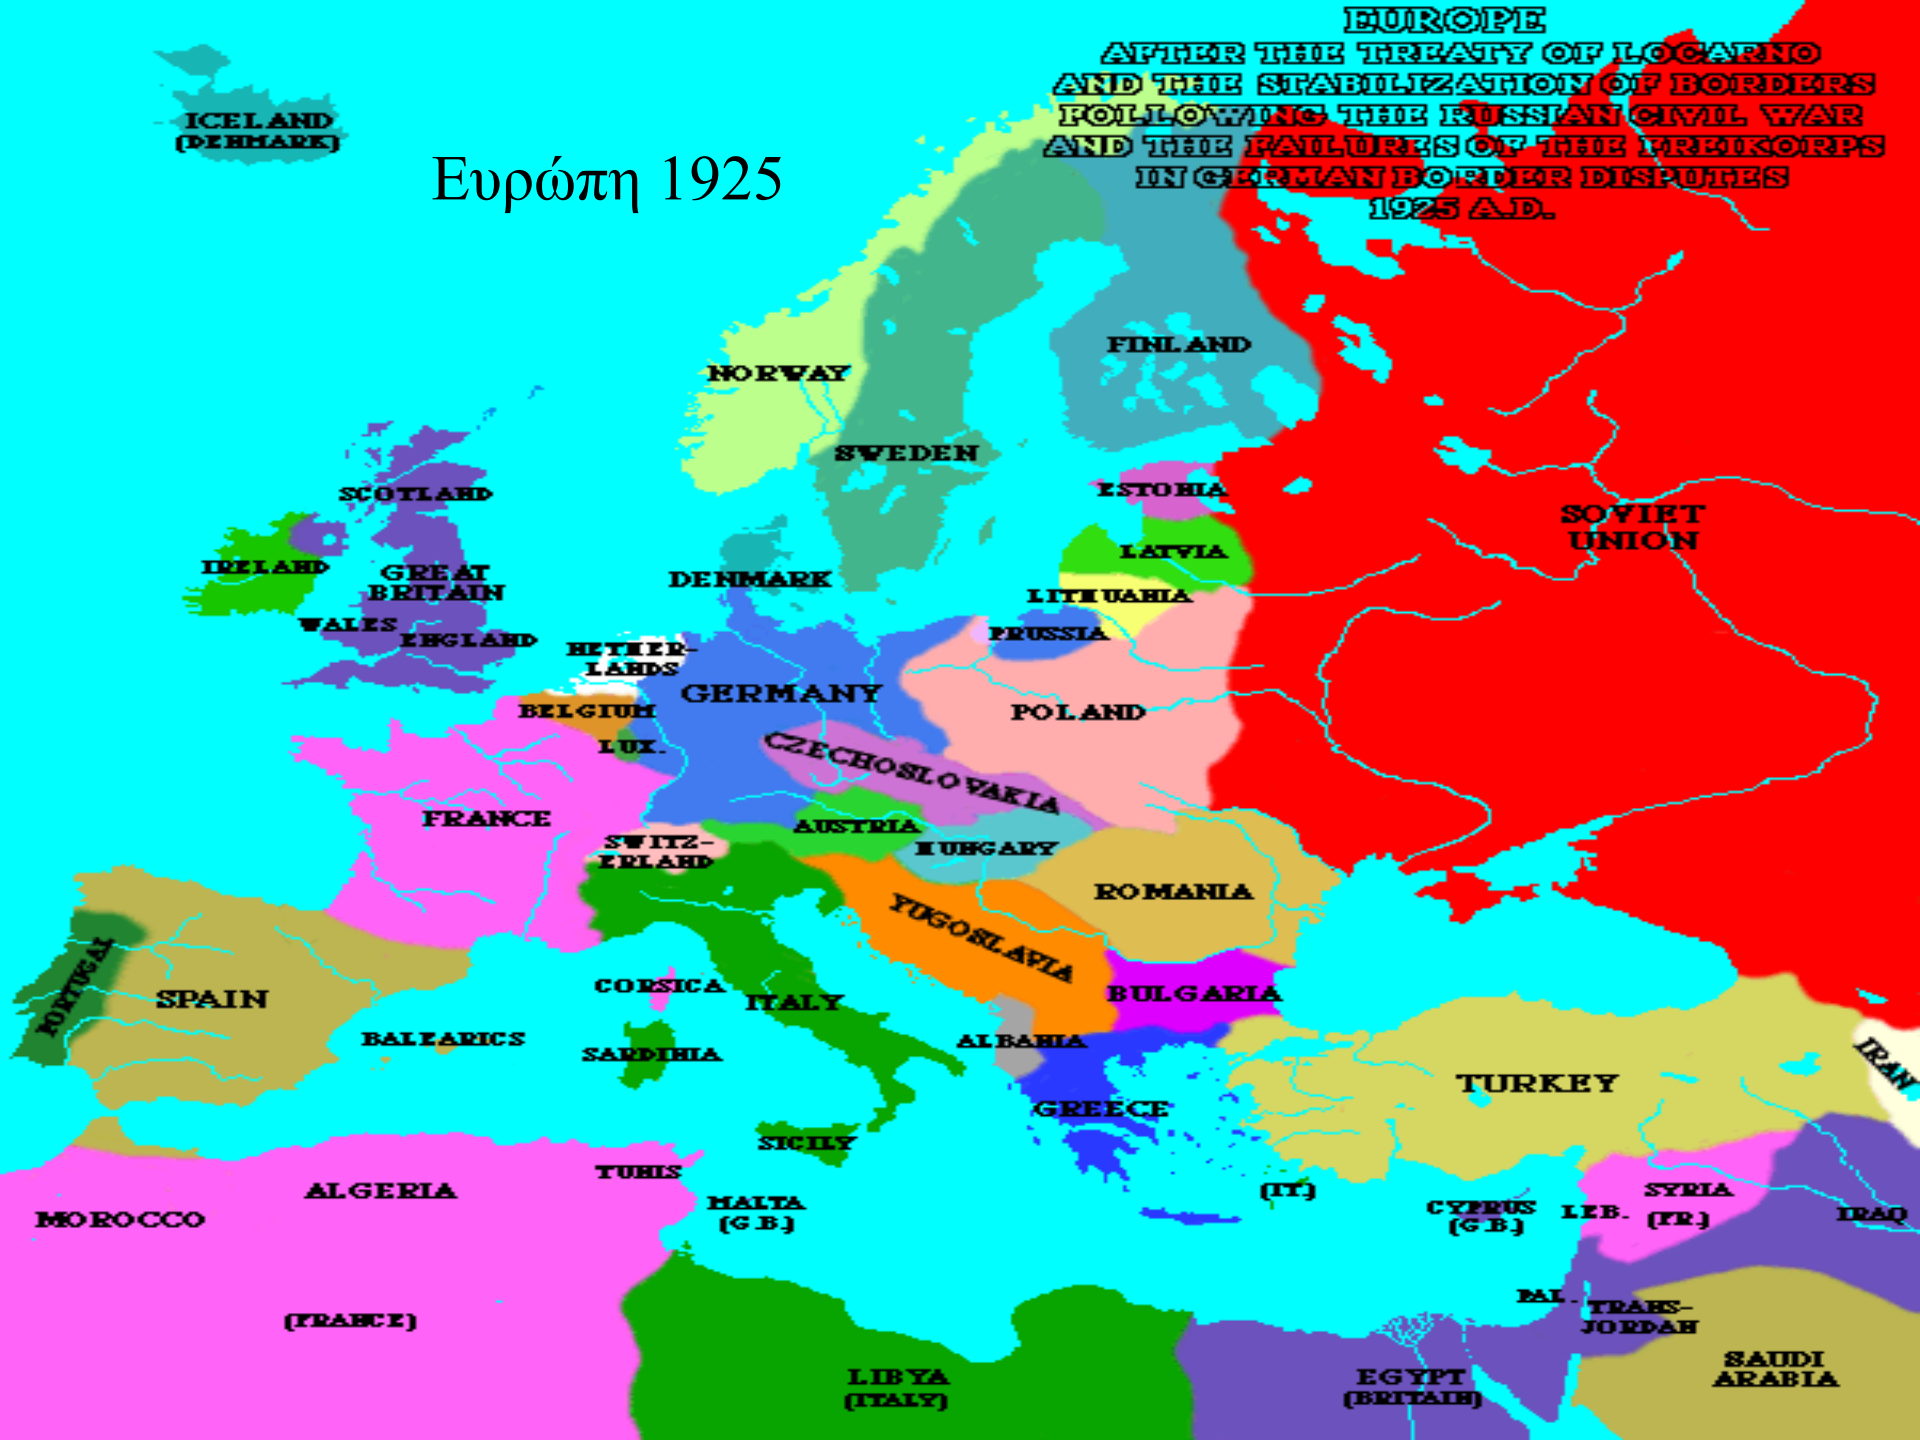 EUROPE
AFTER THE TREATY OF LOCARNO
AND THE STABILIZATION OF BORDERS
FOLLOWING THE RUSSIAN CIVIL WAR
AND THE FAILURES OF THE FREIKORPS
IN GERMAN BORDER DISPUTES
1925 A.D.
Ευρώπη 1925
ICELAND
(DENMARK)
NORWAY
FINLAND
SWEDEN
SCOTLAND
ESTONIA
SOVIET
UNION
LATVIA
IRELAND
GREAT
BRITAIN
DENMARK
LITHUANIA
WALES
ENGLAND
PRUSSIA
NETHER-
LANDS
GERMANY
BELGIUM
POLAND
LUX.
CZECHOSLOVAKIA
FRANCE
AUSTRIA
SWITZ-
ERLAND
HUNGARY
ROMANIA
YUGOSLAVIA
PORTUGAL
SPAIN
CORSICA
ITALY
BULGARIA
BALEARICS
SARDINIA
ALBANIA
IRAN
TURKEY
GREECE
SICILY
TUNIS
ALGERIA
MOROCCO
MALTA
(G.B.)
(IT.)
CYPRUS
(G.B.)
LEB.
SYRIA
(FR.)
IRAQ
(FRANCE)
PAL.
TRANS-
JORDAN
LIBYA
(ITALY)
EGYPT
(BRITAIN)
SAUDI
ARABIA